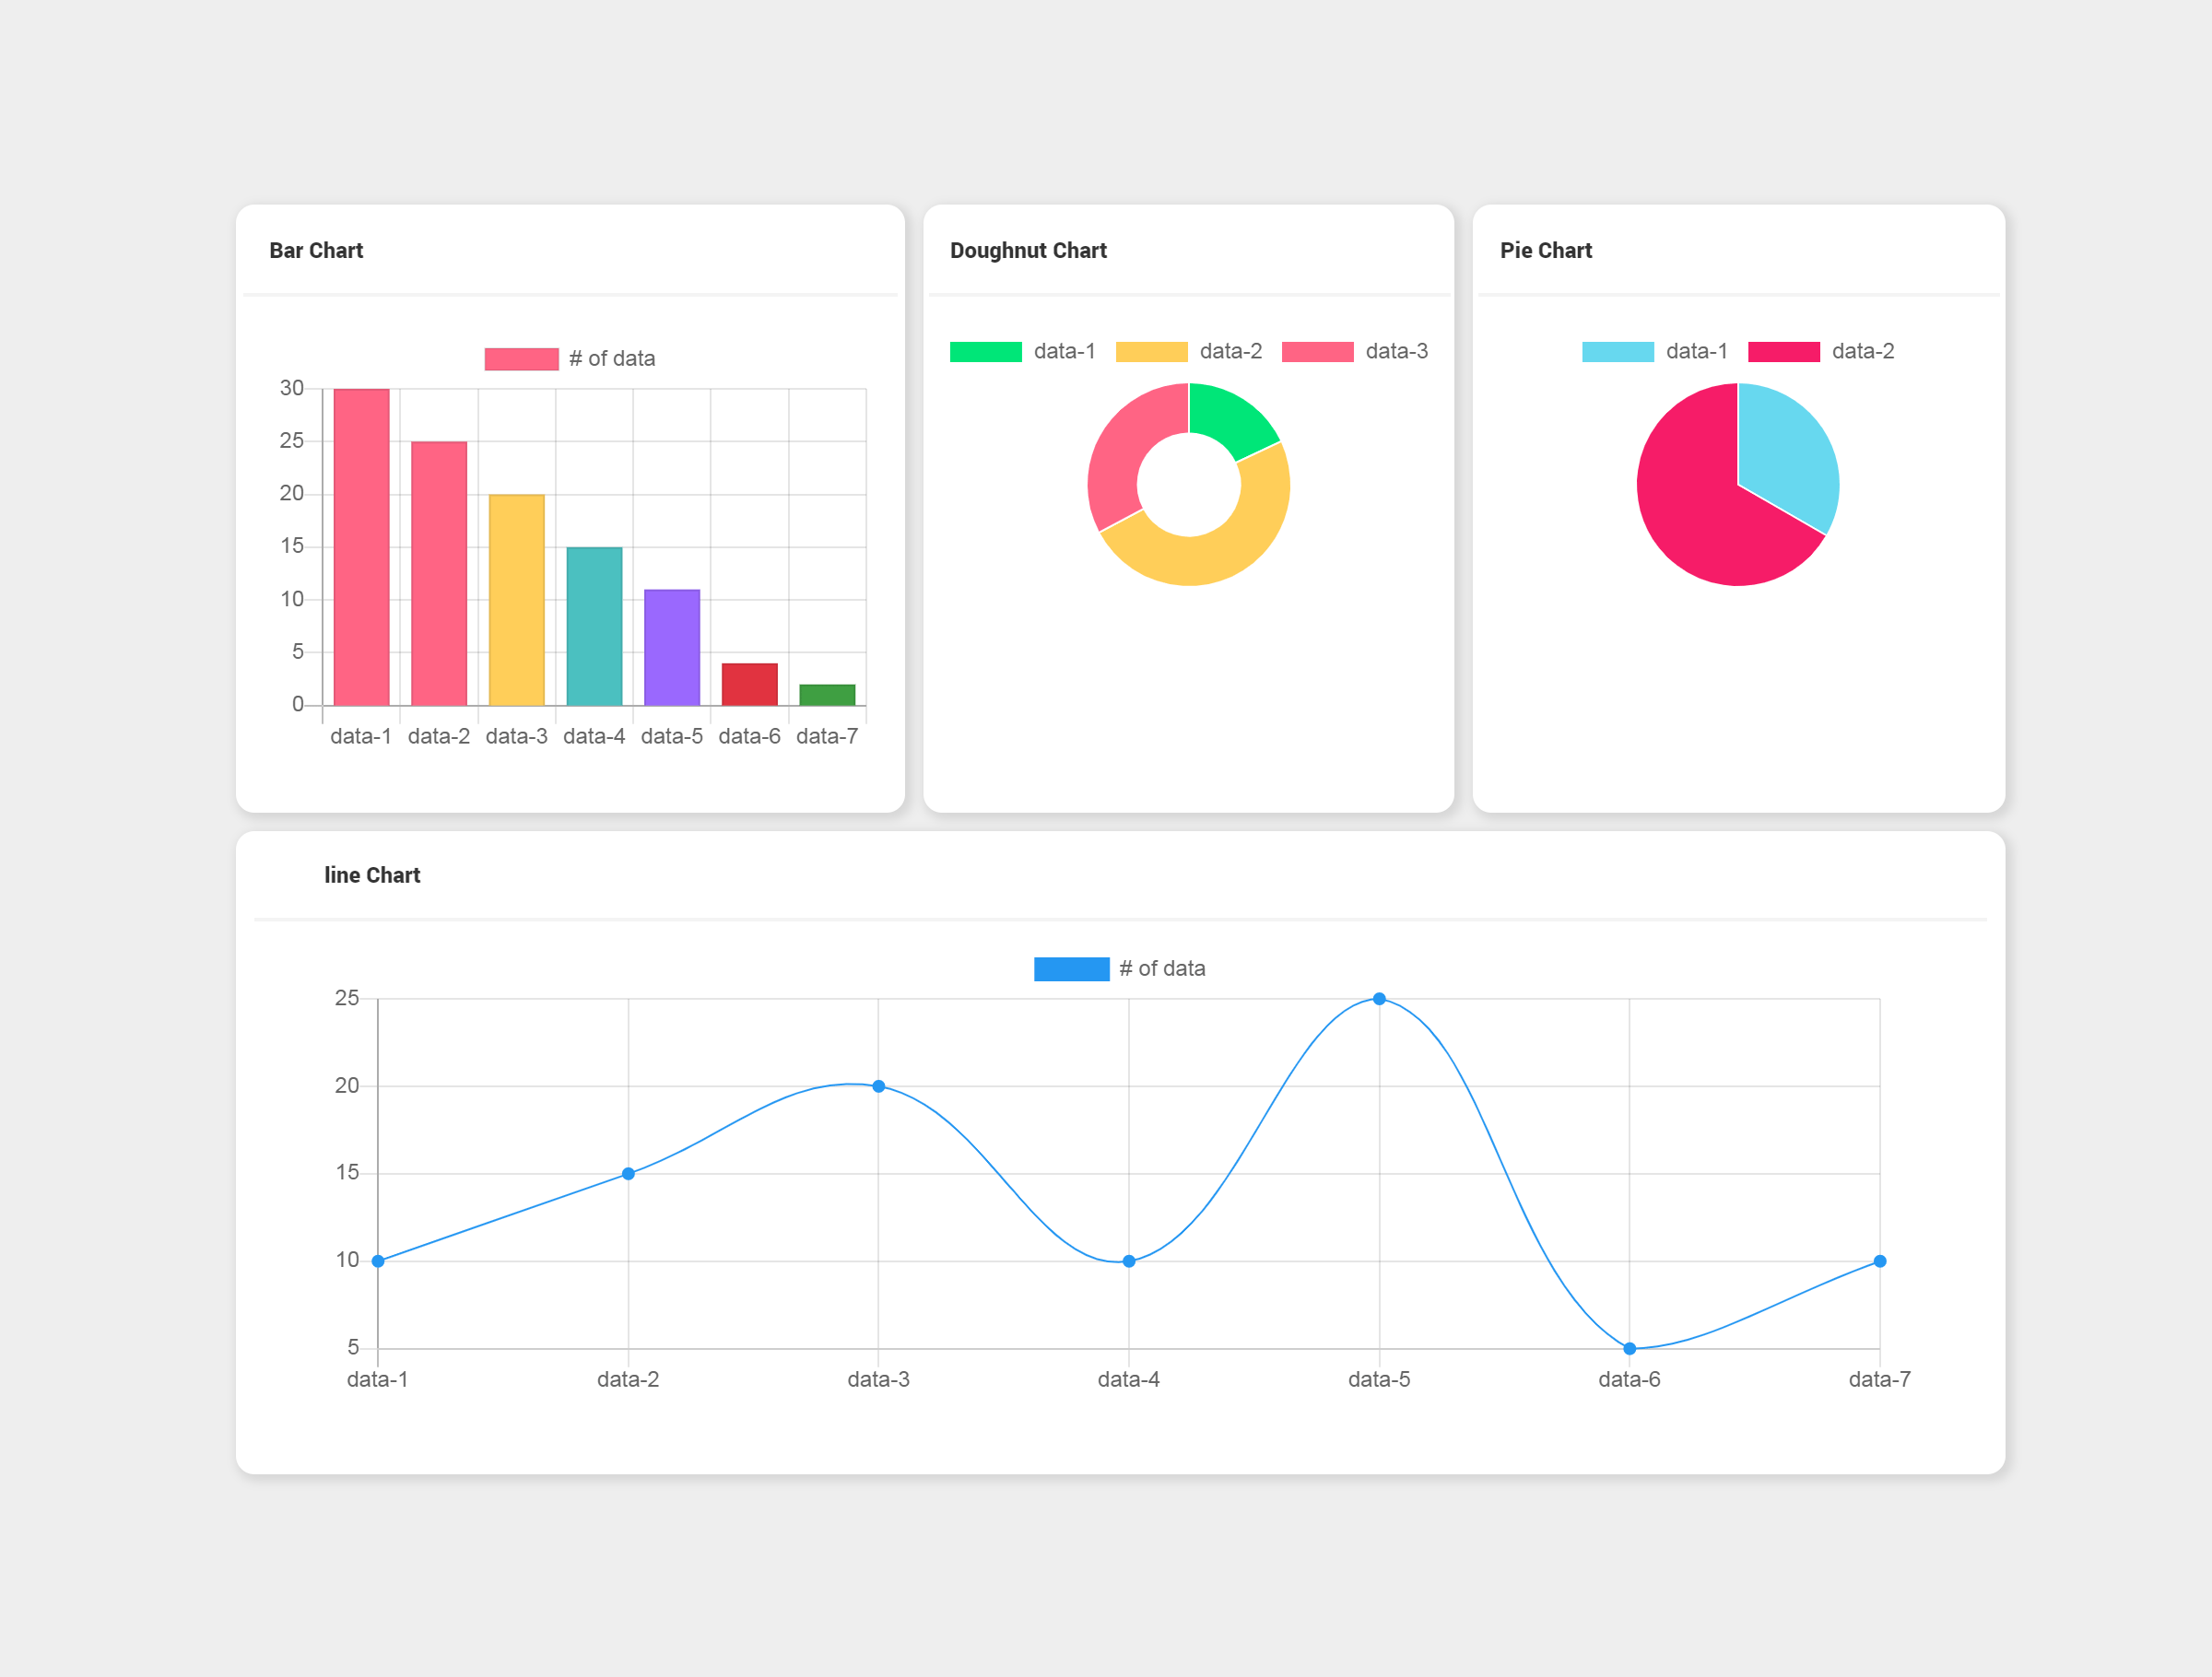 Bar Chart
# of data
30
25
20
15
10
5
0
data-1 data-2 data-3 data-4 data-5 data-6 data-7
Doughnut Chart
data-1 data-2 data-3
Pie Chart
data-1 data-2
line Chart
# of data
25
20
15
10
5
data-1 data-2 data-3 data-4 data-5 data-6 data-7